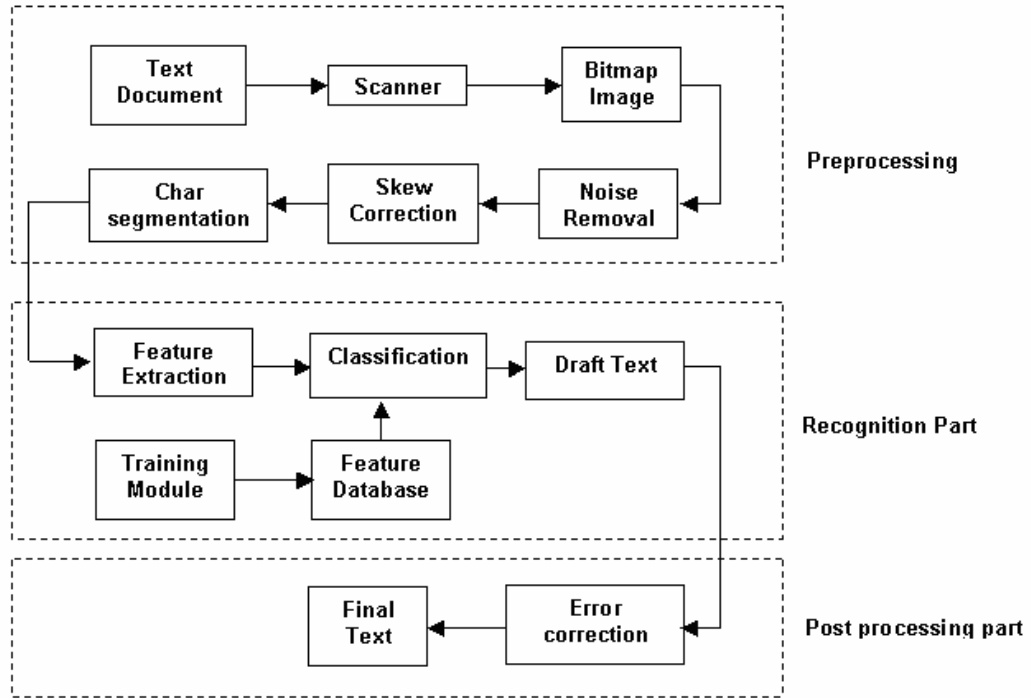 Text
Document
Scanner
Bitmap
Image
Char
segmentation
Skew
Correction
Noise
Removal
Preprocessing
Feature
Extraction
Classification
Draft Text
Training
Module
Feature
Database
Recognition Part
Final
Text
Error
correction
Post processing part